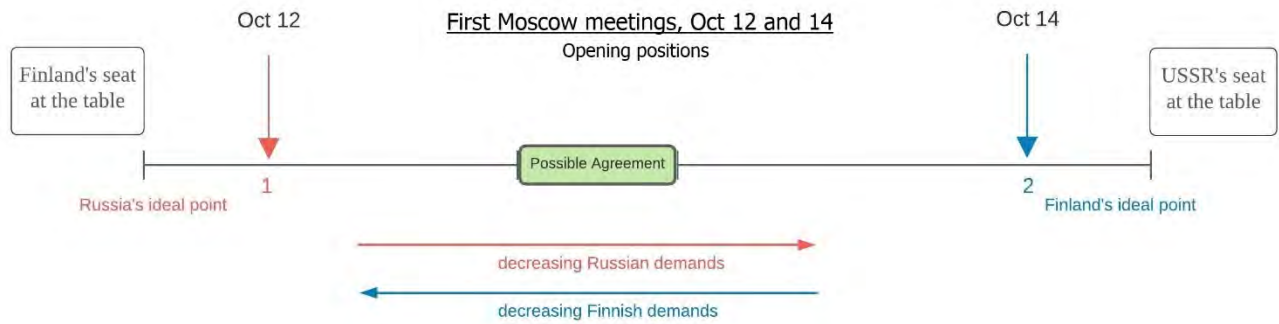 First Moscow meetings, Oct 12 and 14
Opening positions
Oct 12
Oct 14
Finland's seat
at the table
USSR's seat
at the table
Possible Agreement
1
2
Russia's ideal point
Finland's ideal point
decreasing Russian demands
decreasing Finnish demands